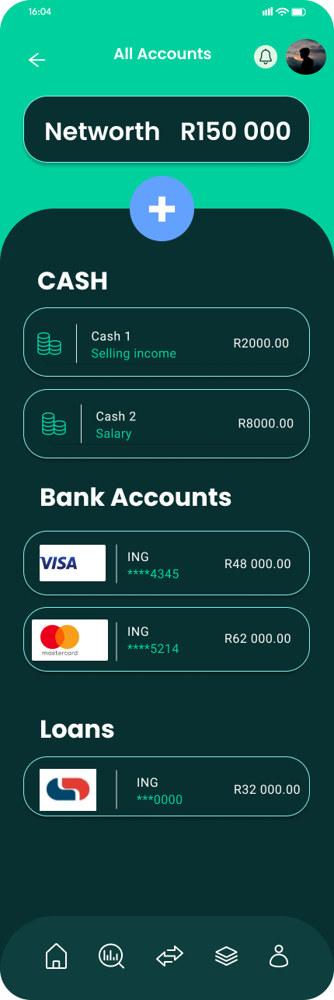 16:04
All Accounts
Networth R150 000
CASH
Cash 1
Selling income
R2000.00
Cash 2
Salary
R8000.00
Bank Accounts
VISA
ING
****4345
R48 000.00
mastercard
ING
****5214
R62 000.00
Loans
ING
***0000
R32 000.00